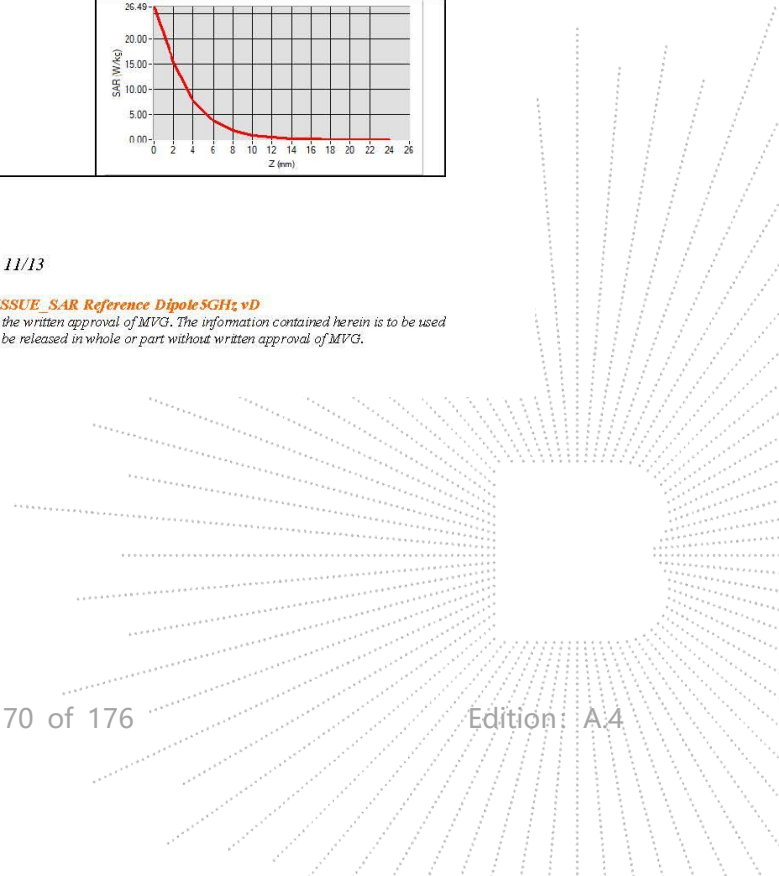 26.49
20.00
15.00
10.00
5.00
0.00
SAR (W/kg)
0 2 4 6 8 10 12 14 16 18 20 22 24 26
Z (mm)
11/13
SSUE_SAR Reference Dipole5GHz vD
the written approval of MVG. The information contained herein is to be used
be released in whole or part without written approval of MVG.
70 of 176
Edition: A.4